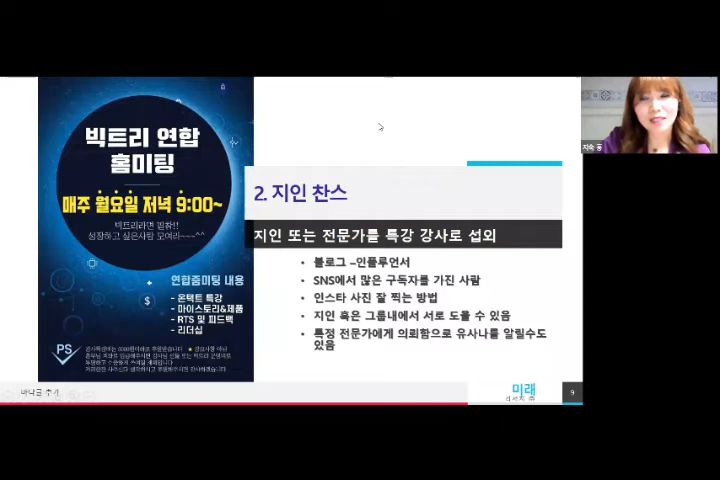 빅트리 연합
홈미팅
매주 월요일 저녁 9:00~
빅트리라면 필참!!
성장하고 싶은사람 모여라~~~^^
연합줌미팅 내용
- 온택트 특강
- 마이스토리&제품
- RTS 및 피드백
- 리더십
$
PS
2. 지인 찬스
지인 또는 전문가를 특강 강사로 섭외
• 블로그 –인플루언서
• SNS에서 많은 구독자를 가진 사람
• 인스타 사진 잘 찍는 방법
• 지인 혹은 그룹내에서 서로 도울 수 있음
• 특정 전문가에게 의뢰함으로 유사나를 알릴수도
있음
바닥글 추가
미래
9